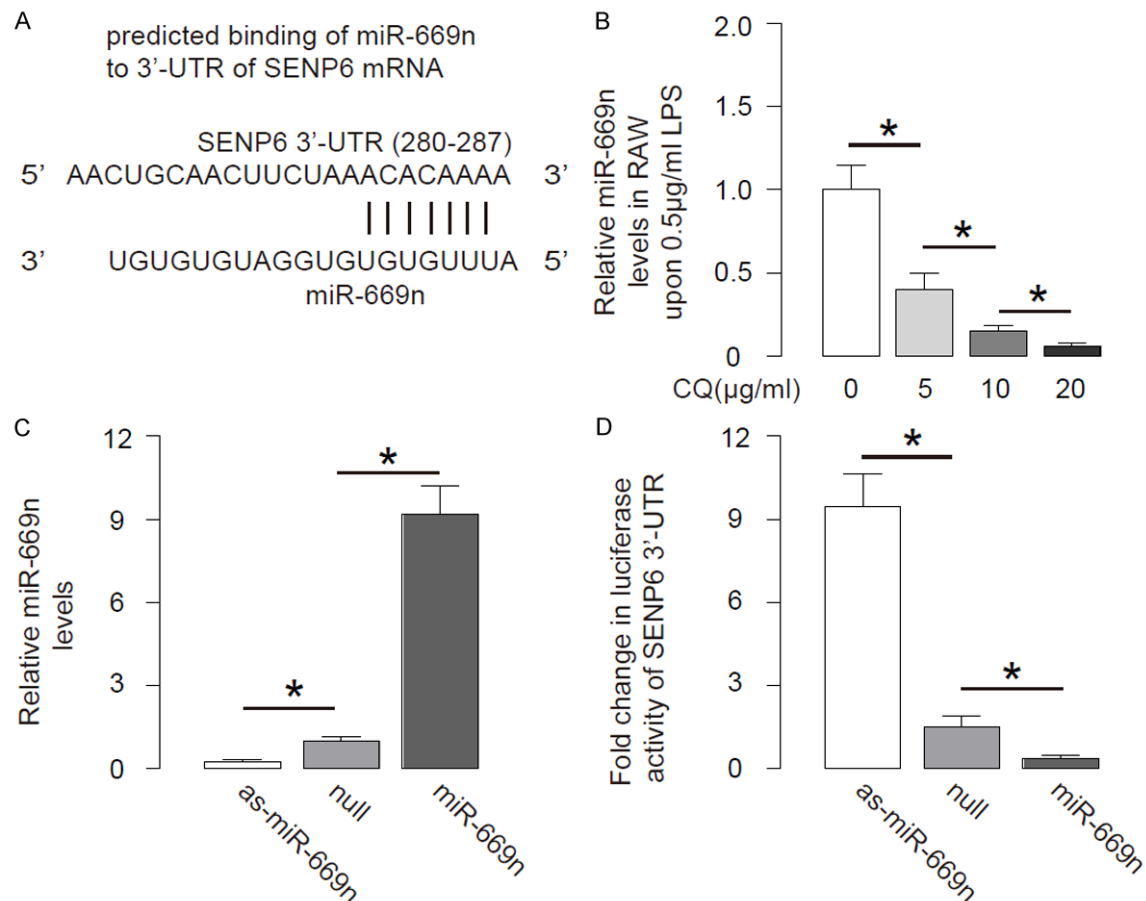 A
predicted binding of miR-669n
to 3’-UTR of SENP6 mRNA
SENP6 3’-UTR (280-287)
5’ AACUGCAACUUCUAAACACAAAA 3’
3’ UGUGUGUAGGUGUGUGUUUA 5’
miR-669n
B
Relative miR-669n
levels in RAW
upon 0.5µg/ml LPS
2.0
1.5
1.0
0.5
0
* * *
CQ(µg/ml) 0 5 10 20
C
Relative miR-669n
levels
12
9
6
3
0
* *
as-miR-669n null miR-669n
D
Fold change in luciferase
activity of SENP6 3’-UTR
12
9
6
3
0
* *
as-miR-669n null miR-669n